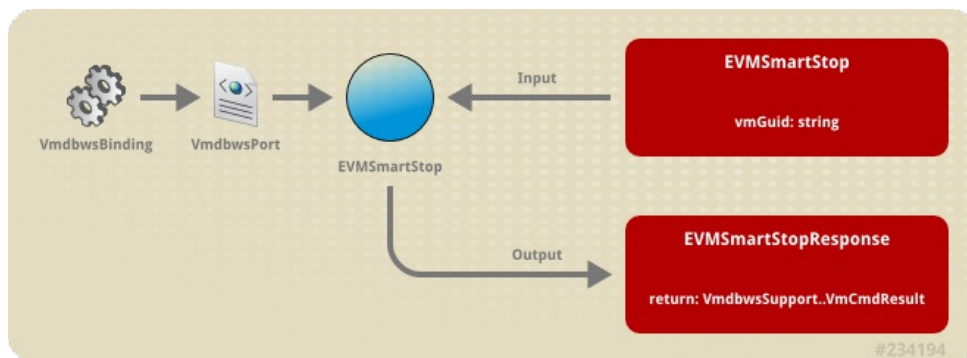 EVMSmartStop
Input
vmGuid: string
VmdbwsBinding
VmdbwsPort
EVMSmartStop
EVMSmartStopResponse
Output
return: VmdbwsSupport..VmCmdResult
#234194